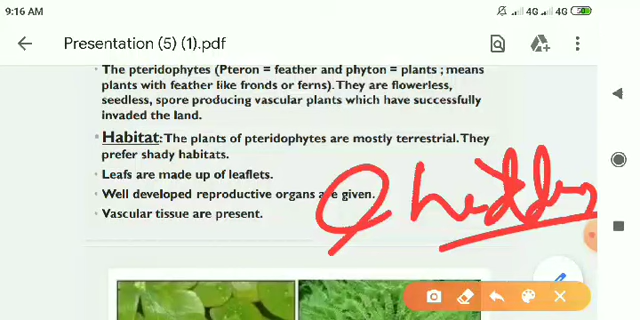 9:16 AM 4G 4G 50
Presentation (5) (1).pdf
• The pteridophytes (Pteron = feather and phyton = plants ; means
plants with feather like fronds or ferns). They are flowerless,
seedless, spore producing vascular plants which have successfully
invaded the land.
• Habitat: The plants of pteridophytes are mostly terrestrial. They
prefer shady habitats.
• Leafs are made up of leaflets.
• Well developed reproductive organs are given.
• Vascular tissue are present.